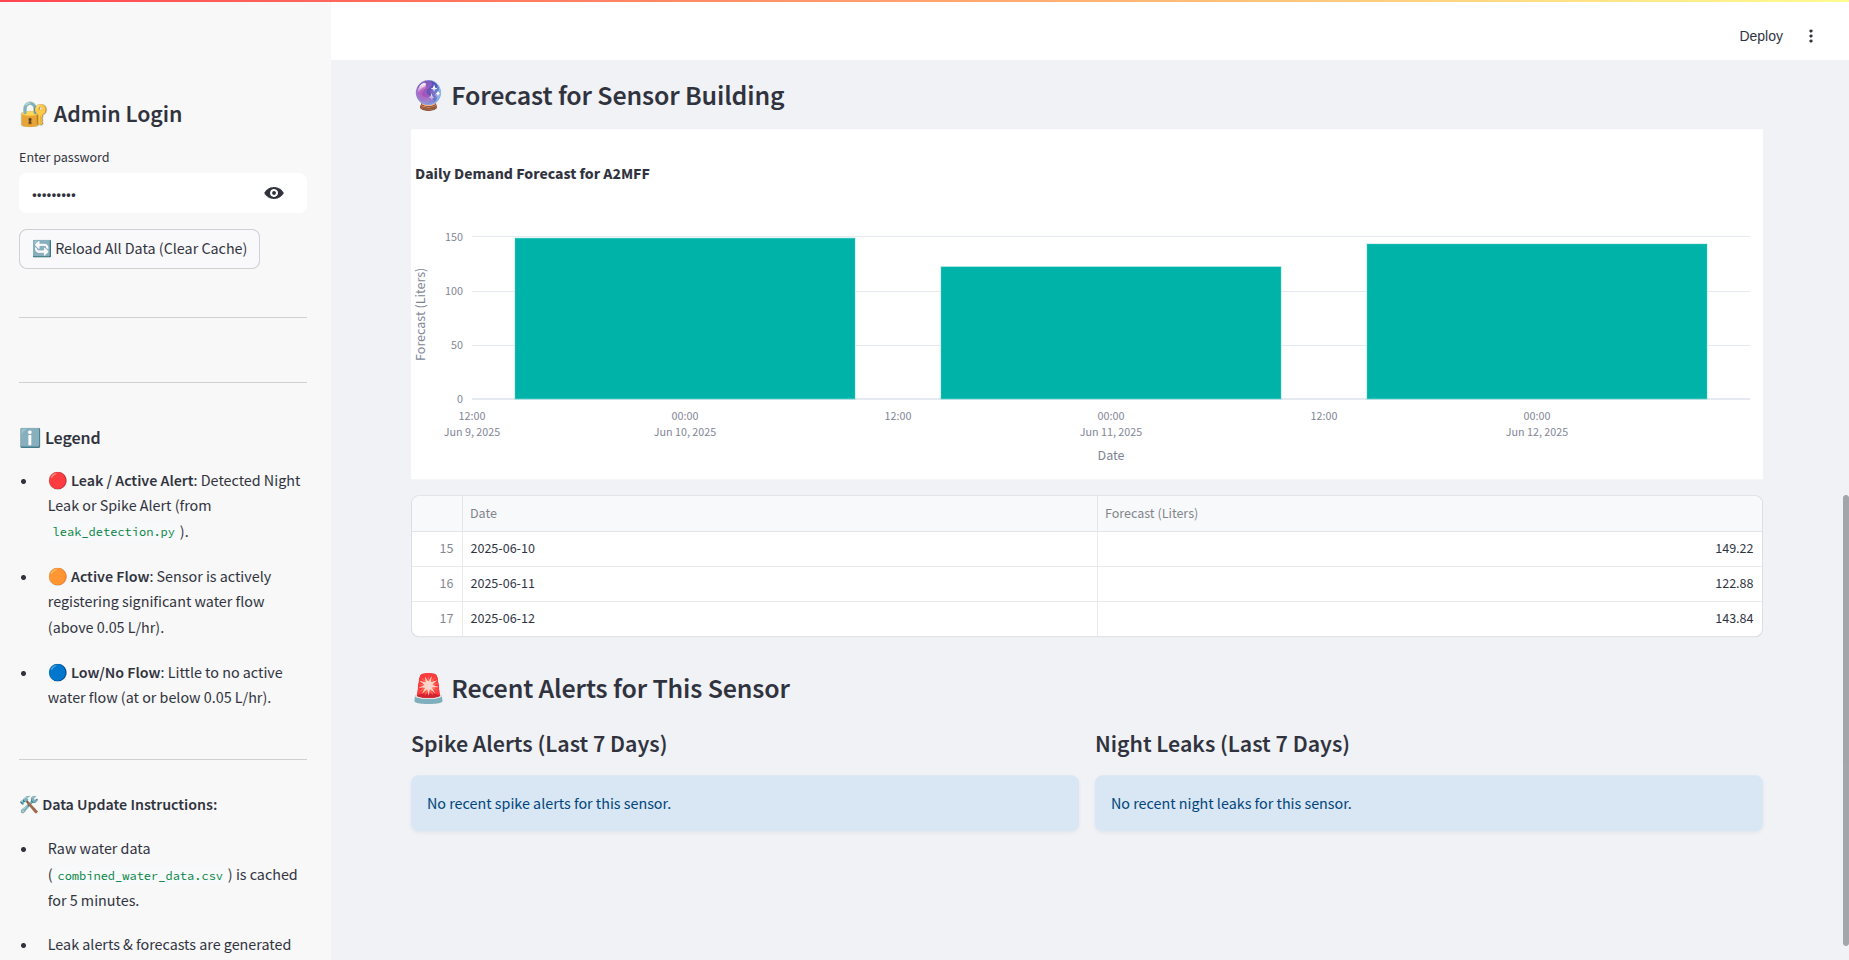 Deploy
🔐 Admin Login
Enter password
•••••••••
🔄 Reload All Data (Clear Cache)
ℹ️ Legend
• 🔴 Leak / Active Alert: Detected Night
Leak or Spike Alert (from
leak_detection.py ).
• 🟠 Active Flow: Sensor is actively
registering significant water flow
(above 0.05 L/hr).
• 🔵 Low/No Flow: Little to no active
water flow (at or below 0.05 L/hr).
🛠️ Data Update Instructions:
• Raw water data
( combined_water_data.csv ) is cached
for 5 minutes.
• Leak alerts & forecasts are generated
🔮 Forecast for Sensor Building
Daily Demand Forecast for A2MFF
Forecast (Liters)
150
100
50
0
12:00 00:00 12:00 00:00 12:00 00:00
Jun 9, 2025 Jun 10, 2025 Jun 11, 2025 Jun 12, 2025
Date
Date Forecast (Liters)
15 2025-06-10 149.22
16 2025-06-11 122.88
17 2025-06-12 143.84
🚨 Recent Alerts for This Sensor
Spike Alerts (Last 7 Days)
No recent spike alerts for this sensor.
Night Leaks (Last 7 Days)
No recent night leaks for this sensor.